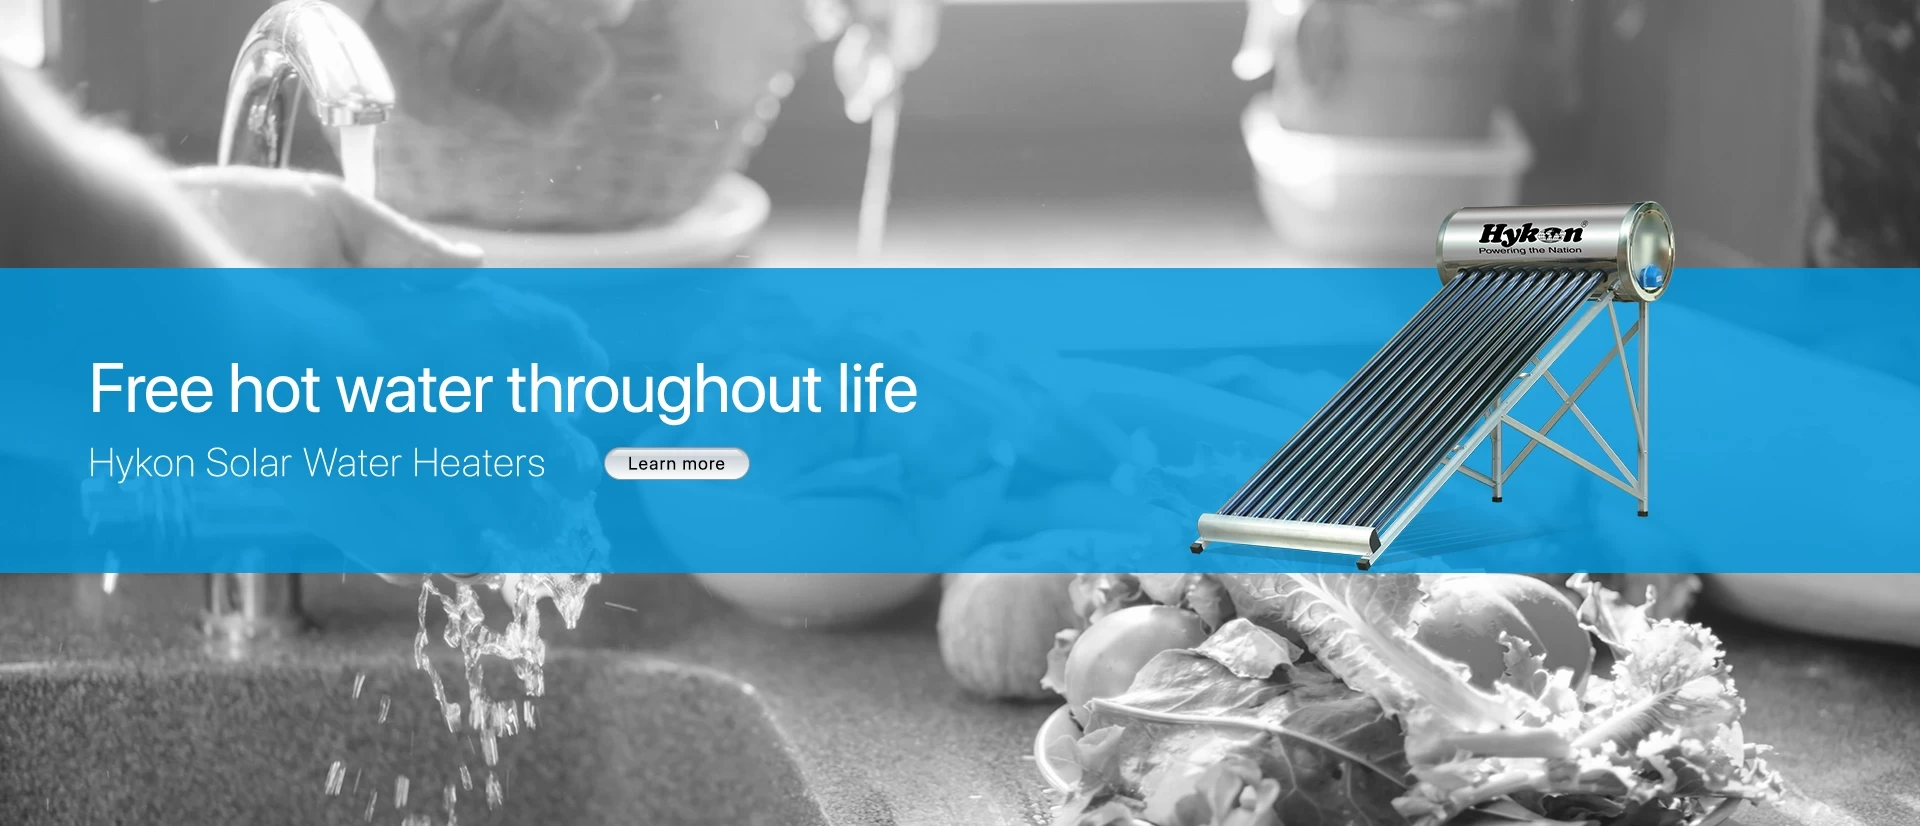 Hykon®
Powering the Nation
Free hot water throughout life
Hykon Solar Water Heaters
Learn more